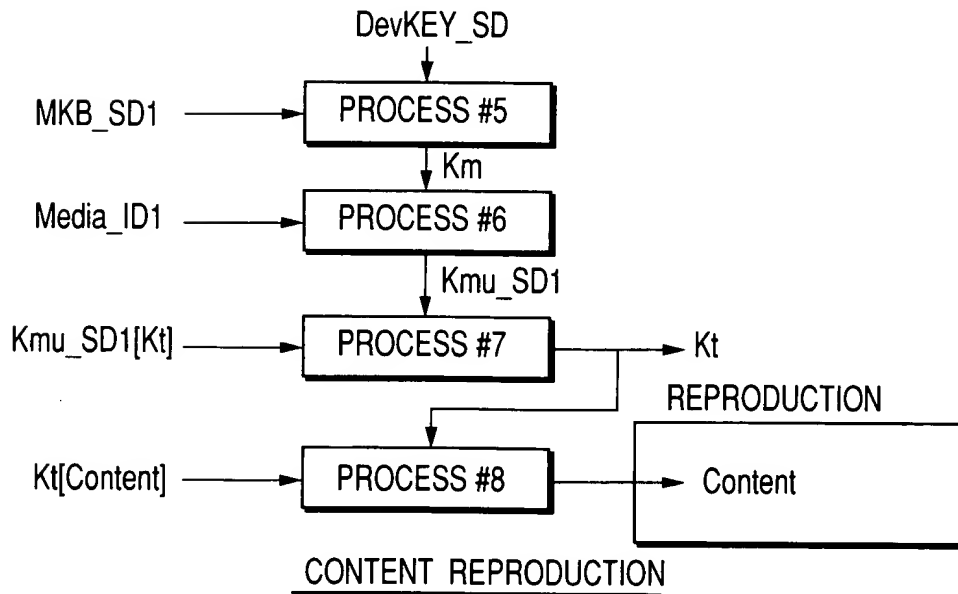 DevKEY_SD
MKB_SD1
PROCESS #5
Km
Media_ID1
PROCESS #6
Kmu_SD1
Kmu_SD1[Kt]
PROCESS #7
Kt
REPRODUCTION
Kt[Content]
PROCESS #8
Content
CONTENT REPRODUCTION